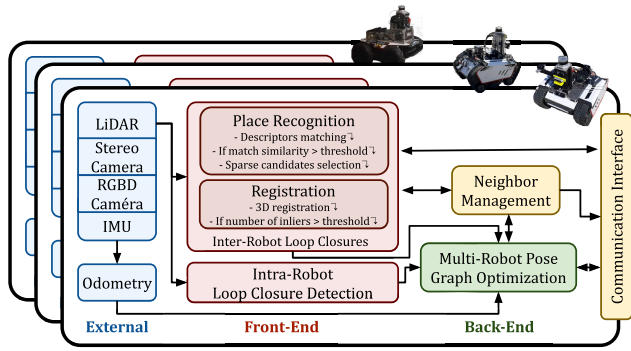 LiDAR
Stereo
Camera
RGBD
Caméra
IMU
Odometry
External
Place Recognition
- Descriptors matching
- If match similarity > threshold
- Sparse candidates selection
Registration
- 3D registration
- If number of inliers > threshold
Inter-Robot Loop Closures
Intra-Robot
Loop Closure Detection
Front-End
Neighbor
Management
Multi-Robot Pose
Graph Optimization
Back-End
Communication Interface